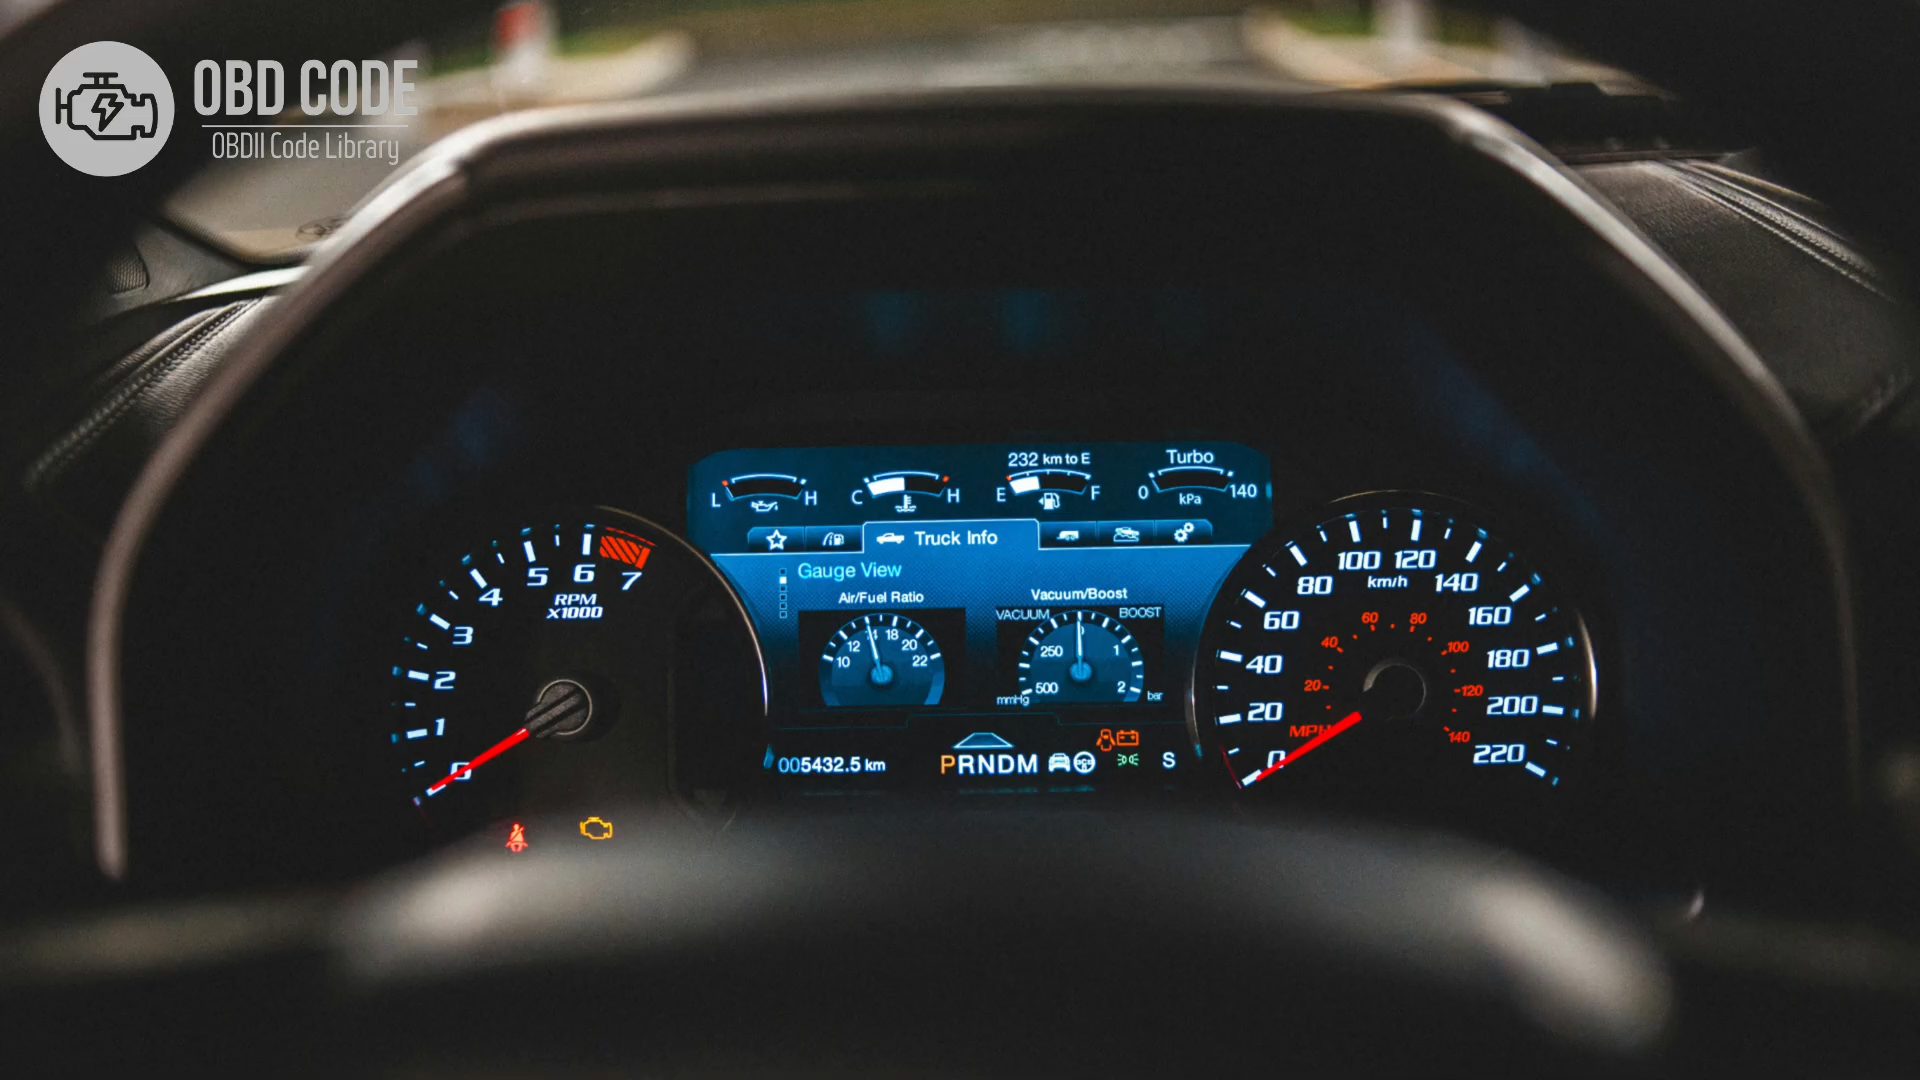 OBD CODE
OBDII Code Library
L H
C H
232 km to E
E F
Turbo
0 140
kPa
Truck Info
Gauge View
Air/Fuel Ratio
10 12 14 18 20 22
Vacuum/Boost
VACUUM BOOST
500 250 0 1 2
mmHg bar
005432.5 km
PRNDM
S
0 1 2 3 4 5 6 7
RPM
X1000
0 20 40 60 80 100 120 140 160 180 200 220
km/h
20 40 60 80 100 120 140
MPH